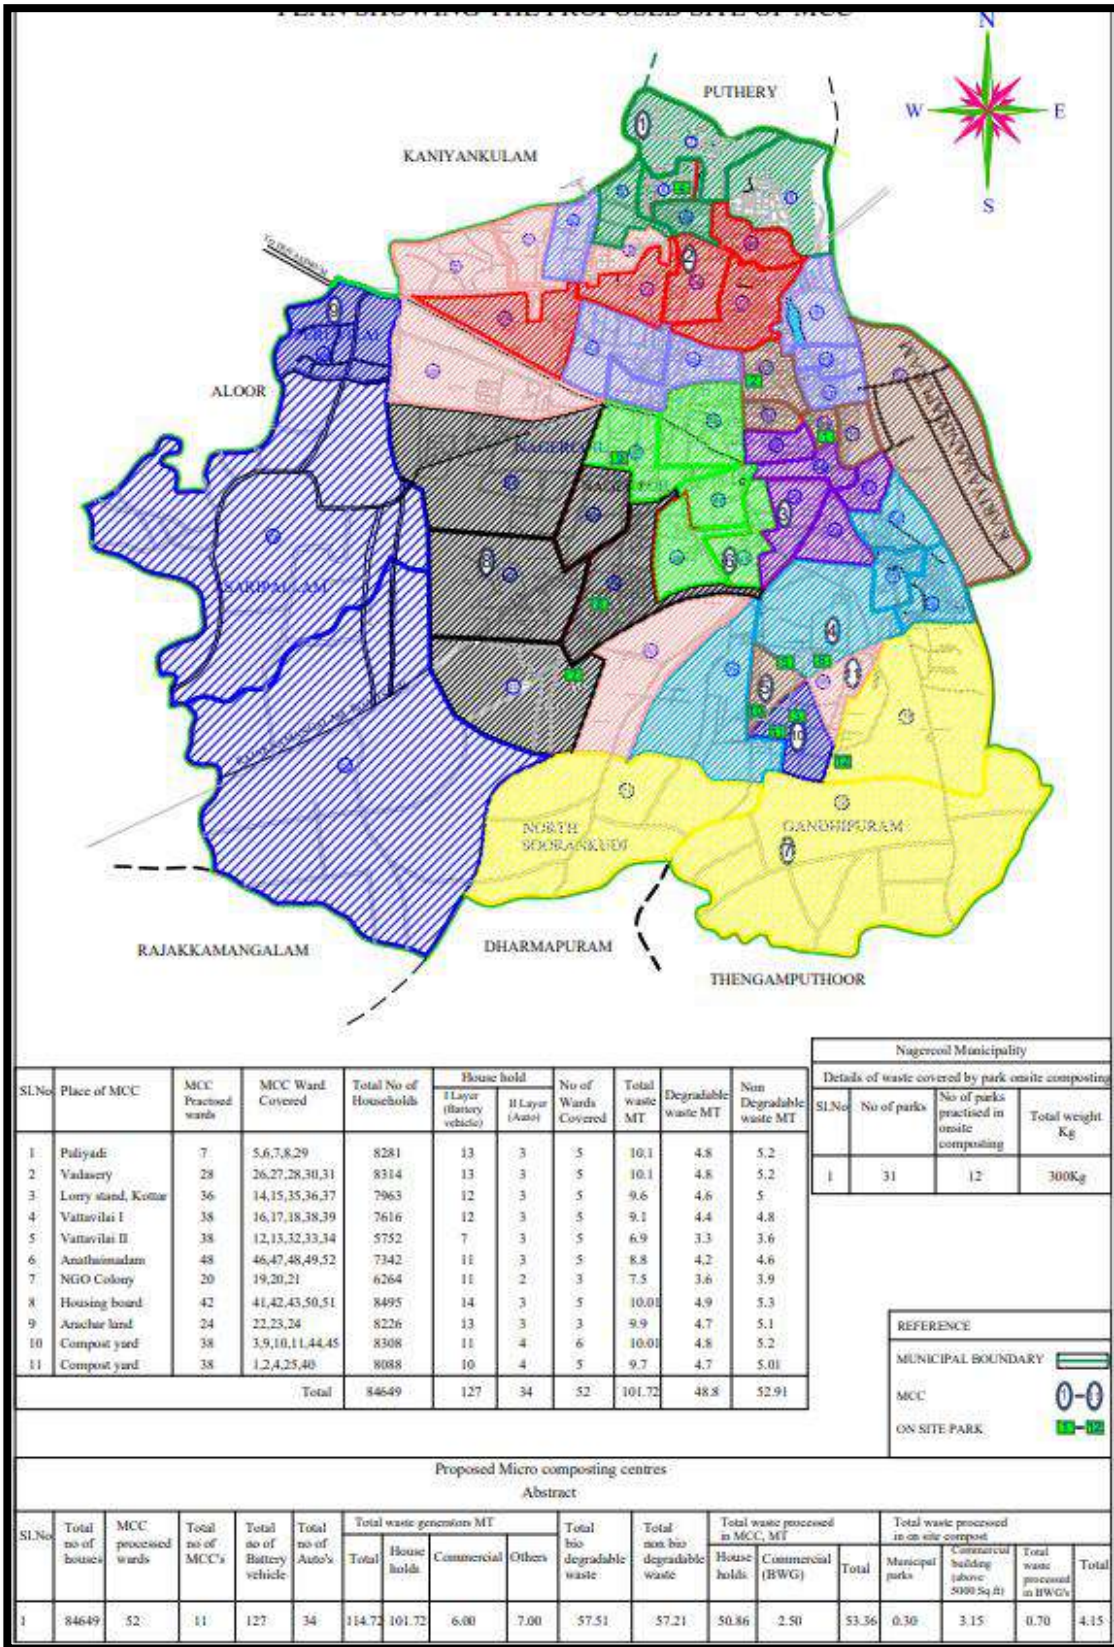 PLAN SHOWING THE PROPOSED SITE OF MCC
N
W
E
S
PUTHERY
KANIYANKULAM
ALOOR
NORTH
SOORANKUDI
GANDHIPURAM
RAJAKKAMANGALAM
DHARMAPURAM
THENGAMPUTHOOR
Sl.No Place of MCC MCC Practised wards MCC Ward Covered Total No of Households House hold I Layer (Battery vehicle) II Layer (Auto) No of Wards Covered Total waste MT Degradable waste MT Non Degradable waste MT
1 Puliyadi 7 5,6,7,8,29 8281 13 3 5 10.1 4.8 5.2
2 Vadasery 28 26,27,28,30,31 8314 13 3 5 10.1 4.8 5.2
3 Lorry stand, Kottar 36 14,15,35,36,37 7963 12 3 5 9.6 4.6 5
4 Vattavilai I 38 16,17,18,38,39 7616 12 3 5 9.1 4.4 4.8
5 Vattavilai II 38 12,13,32,33,34 5752 7 3 5 6.9 3.3 3.6
6 Anathaimadam 48 46,47,48,49,52 7342 11 3 5 8.8 4.2 4.6
7 NGO Colony 20 19,20,21 6264 11 2 3 7.5 3.6 3.9
8 Housing board 42 41,42,43,50,51 8495 14 3 5 10.01 4.9 5.3
9 Arachar land 24 22,23,24 8226 13 3 3 9.9 4.7 5.1
10 Compost yard 38 3,9,10,11,44,45 8308 11 4 6 10.01 4.8 5.2
11 Compost yard 38 1,2,4,25,40 8088 10 4 5 9.7 4.7 5.01
Total 84649 127 34 52 101.72 48.8 52.91
Nagercoil Municipality
Details of waste covered by park onsite composting
Sl.No No of parks No of parks practised in onsite composting Total weight Kg
1 31 12 300Kg
REFERENCE
MUNICIPAL BOUNDARY
MCC 1-11
ON SITE PARK 1-12
Proposed Micro composting centres
Abstract
Sl.No Total no of houses MCC processed wards Total no of MCC's Total no of Battery vehicle Total no of Auto's Total waste generators MT Total House holds Commercial Others Total bio degradable waste Total non bio degradable waste Total waste processed in MCC, MT House holds Commercial (BWG) Total Total waste processed in on site compost Municipal parks Commercial building (above 5000 Sq.ft) Total waste processed in BWG's Total
1 84649 52 11 127 34 114.72 101.72 6.00 7.00 57.51 57.21 50.86 2.50 53.36 0.30 3.15 0.70 4.15